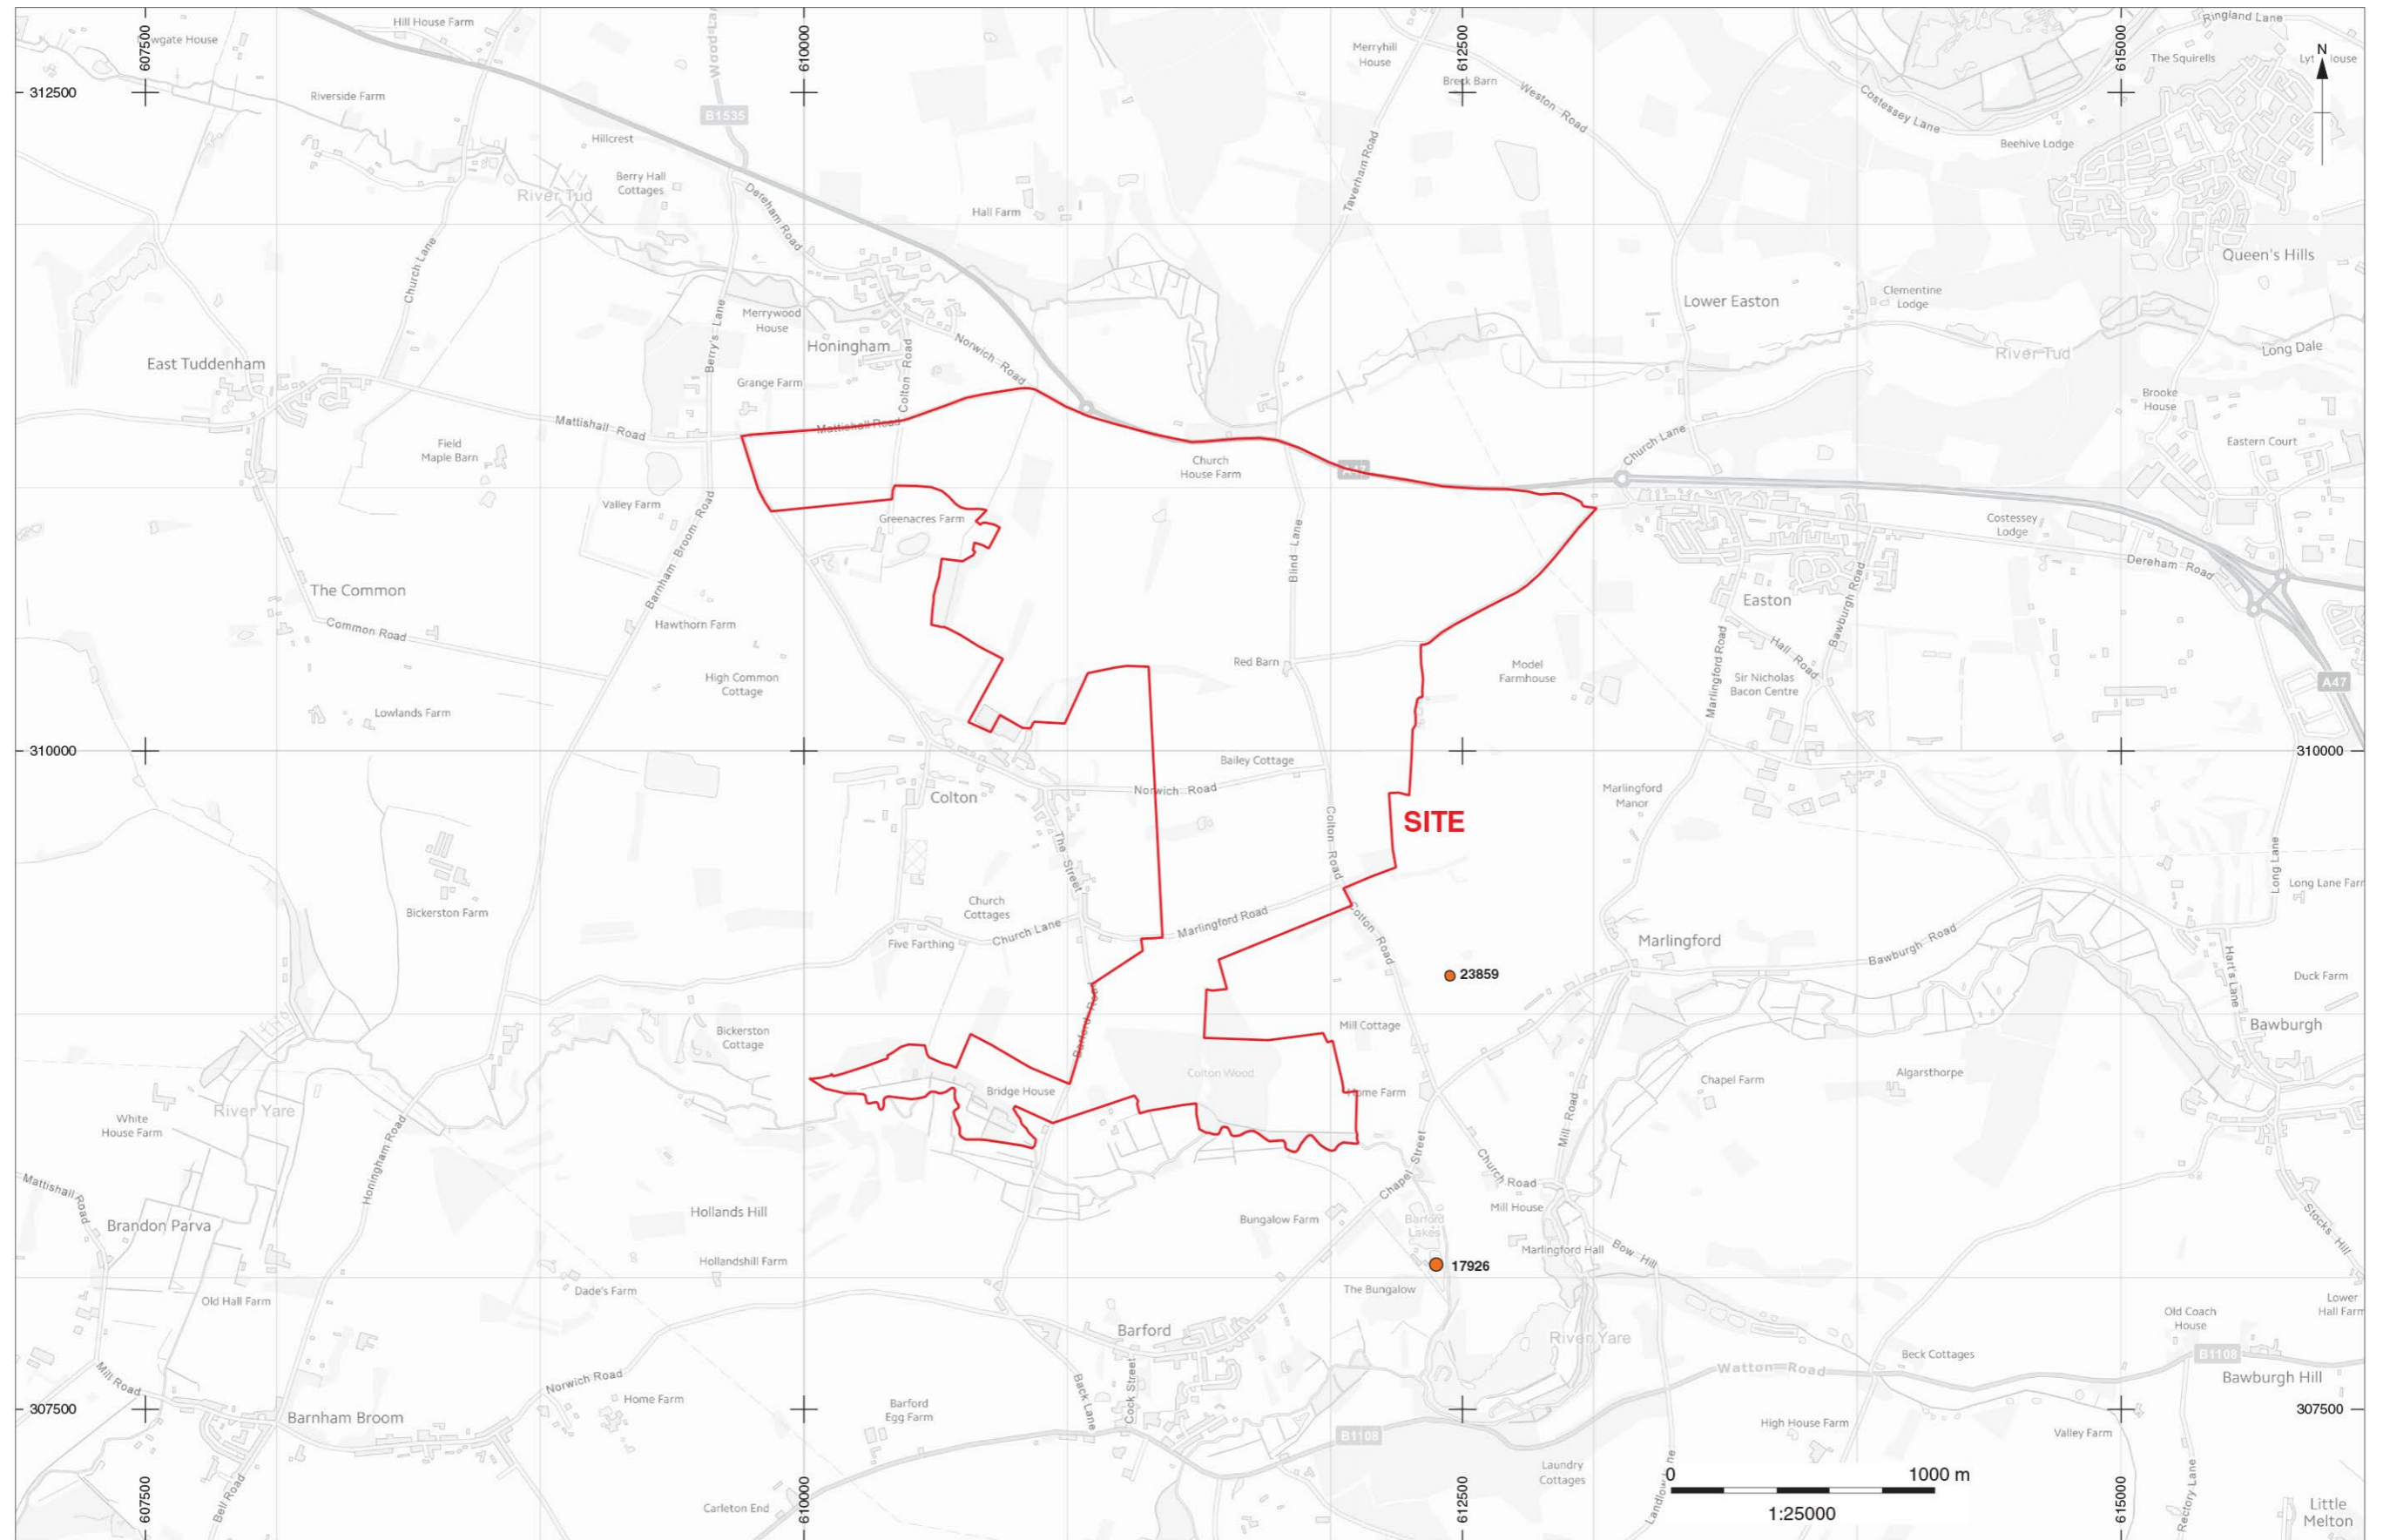 Hill House Farm
607500
Wood Lane
610000
612500
615000
Ringland Lane
wgate House
Merryhill
House
N
The Squirells
Lyt
louse
312500
Riverside Farm
B1535
Breck Barn
Weston Road
Costessey Lane
Hillcrest
Beehive Lodge
Berry Hall
Cottages
River Tud
Dereham Road
Taverham Road
Hall Farm
Church Lane
Queen's Hills
Merrywood
House
Clementine
Lodge
Lower Easton
Berry's Lane
Honingham
Norwich Road
River Tud
Long Dale
East Tuddenham
Grange Farm
Colton Road
Brooke
House
Mattishall Road
Mattishall Road
Field
Maple Barn
Church
House Farm
A47
Church Lane
Eastern Court
Valley Farm
Greenacres Farm
Costessey
Lodge
Barnham Broom Road
Blind Lane
Dereham Road
The Common
Easton
Common Road
Hawthorn Farm
Bawburgh Road
Red Barn
Model
Farmhouse
Marlingford Road
Hall Road
High Common
Cottage
Sir Nicholas
Bacon Centre
A47
Lowlands Farm
310000
310000
Bailey Cottage
Norwich Road
Colton
Marlingford
Manor
SITE
The Street
Colton Road
Long Lane
Long Lane Farr
Bickerston Farm
Church
Cottages
Five Farthing
Church Lane
Marlingford Road
Colton Road
Marlingford
Bawburgh Road
Hart's Lane
Duck Farm
23859
Barford Road
Bickerston
Cottage
Mill Cottage
Bawburgh
Colton Wood
Bridge House
Home Farm
Chapel Farm
Algarsthorpe
White
House Farm
River Yare
Honingham Road
Mill Road
Chapel Street
Church Road
Mattishall Road
Brandon Parva
Hollands Hill
Bungalow Farm
Barford
Lakes
Mill House
Stocks Hill
Marlingford Hall
Bow Hill
Hollandshill Farm
17926
The Bungalow
Dade's Farm
Old Hall Farm
Lower
Hall Farm
Old Coach
House
Barford
River Yare
B1108
Beck Cottages
Watton Road
Mill Road
Norwich Road
Home Farm
Back Lane
Cock Street
Bawburgh Hill
307500
307500
Barnham Broom
Barford
Egg Farm
B1108
High House Farm
Valley Farm
Bell Road
607500
Carleton End
610000
612500
Laundry
Cottages
0
1000 m
1:25000
615000
Rectory Lane
Little
Melton